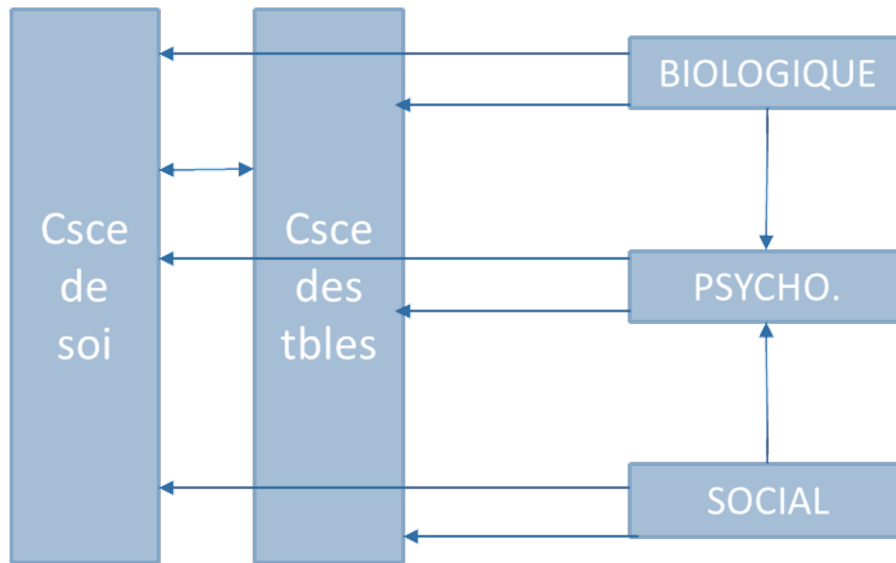 Csce
de
soi
Csce
des
tbles
BIOLOGIQUE
PSYCHO.
SOCIAL